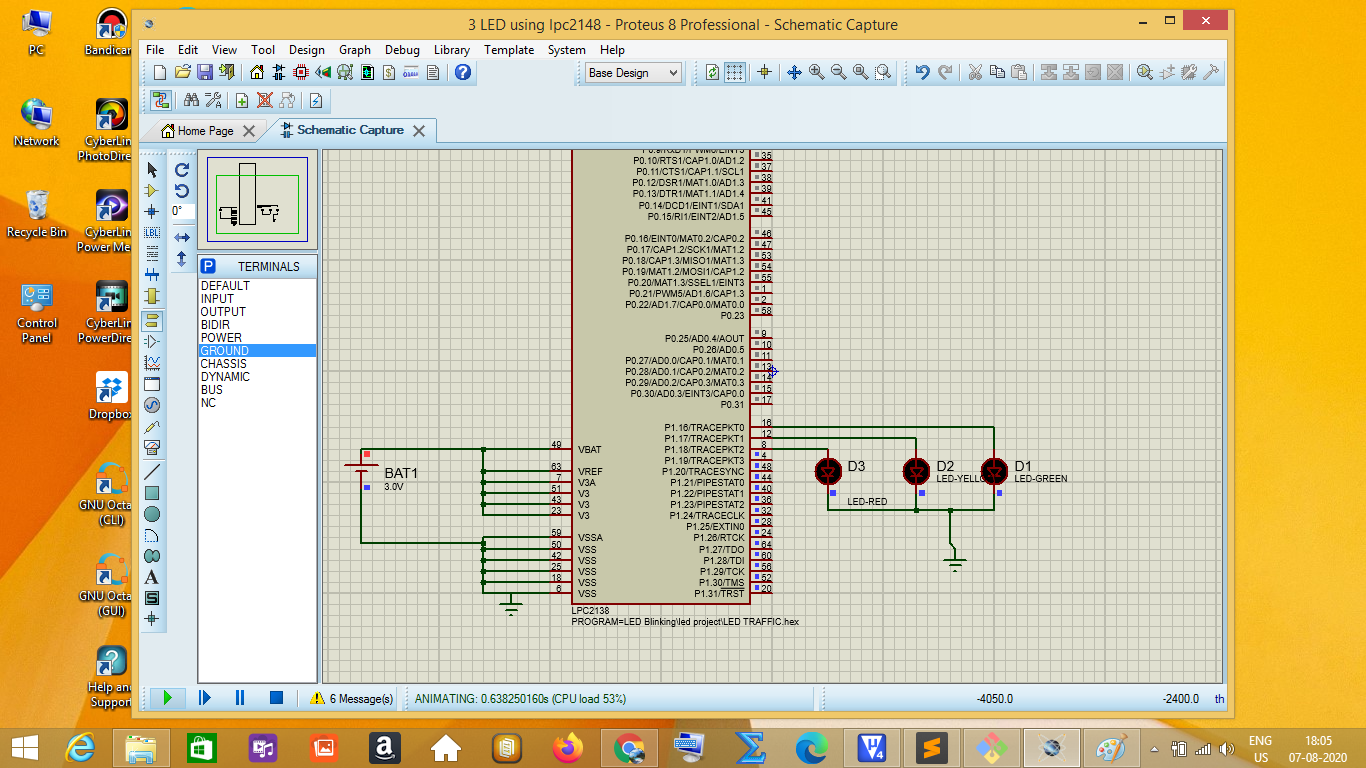 3 LED using lpc2148 - Proteus 8 Professional - Schematic Capture
File Edit View Tool Design Graph Debug Library Template System Help
Base Design
Home Page
Schematic Capture
PC
Bandicam
Network
CyberLin
PhotoDire
Recycle Bin
CyberLin
Power Me
Control
Panel
CyberLin
PowerDire
Dropbox
GNU Octa
(CLI)
GNU Octa
(GUI)
Help and
Support
LBL
0°
P TERMINALS
DEFAULT
INPUT
OUTPUT
BIDIR
POWER
GROUND
CHASSIS
DYNAMIC
BUS
NC
A
S
35
P0.10/RTS1/CAP1.0/AD1.2 37
P0.11/CTS1/CAP1.1/SCL1 38
P0.12/DSR1/MAT1.0/AD1.3 39
P0.13/DTR1/MAT1.1/AD1.4 41
P0.14/DCD1/EINT1/SDA1 45
P0.15/RI1/EINT2/AD1.5
P0.16/EINT0/MAT0.2/CAP0.2 46
P0.17/CAP1.2/SCK1/MAT1.2 47
P0.18/CAP1.3/MISO1/MAT1.3 53
P0.19/MAT1.2/MOSI1/CAP1.2 54
P0.20/MAT1.3/SSEL1/EINT3 55
P0.21/PWM5/AD1.6/CAP1.3 1
P0.22/AD1.7/CAP0.0/MAT0.0 2
P0.23 58
P0.25/AD0.4/AOUT 9
P0.26/AD0.5 10
P0.27/AD0.0/CAP0.1/MAT0.1 11
P0.28/AD0.1/CAP0.2/MAT0.2 13
P0.29/AD0.2/CAP0.3/MAT0.3 14
P0.30/AD0.3/EINT3/CAP0.0 15
P0.31 17
P1.16/TRACEPKT0 16
P1.17/TRACEPKT1 12
49 VBAT P1.18/TRACEPKT2 8
P1.19/TRACEPKT3 4
63 VREF P1.20/TRACESYNC 48
7 V3A P1.21/PIPESTAT0 44
51 V3 P1.22/PIPESTAT1 40
43 V3 P1.23/PIPESTAT2 36
23 V3 P1.24/TRACECLK 32
P1.25/EXTIN0 28
59 VSSA P1.26/RTCK 24
50 VSS P1.27/TDO 64
42 VSS P1.28/TDI 60
25 VSS P1.29/TCK 56
18 VSS P1.30/TMS 52
6 VSS P1.31/TRST 20
BAT1
3.0V
D3
LED-RED
D2
D1
LED-GREEN
LPC2138
PROGRAM=LED Blinking\led project\LED TRAFFIC.hex
6 Message(s)
ANIMATING: 0.638250160s (CPU load 53%)
-4050.0 -2400.0 th
ENG
US
18:05
07-08-2020